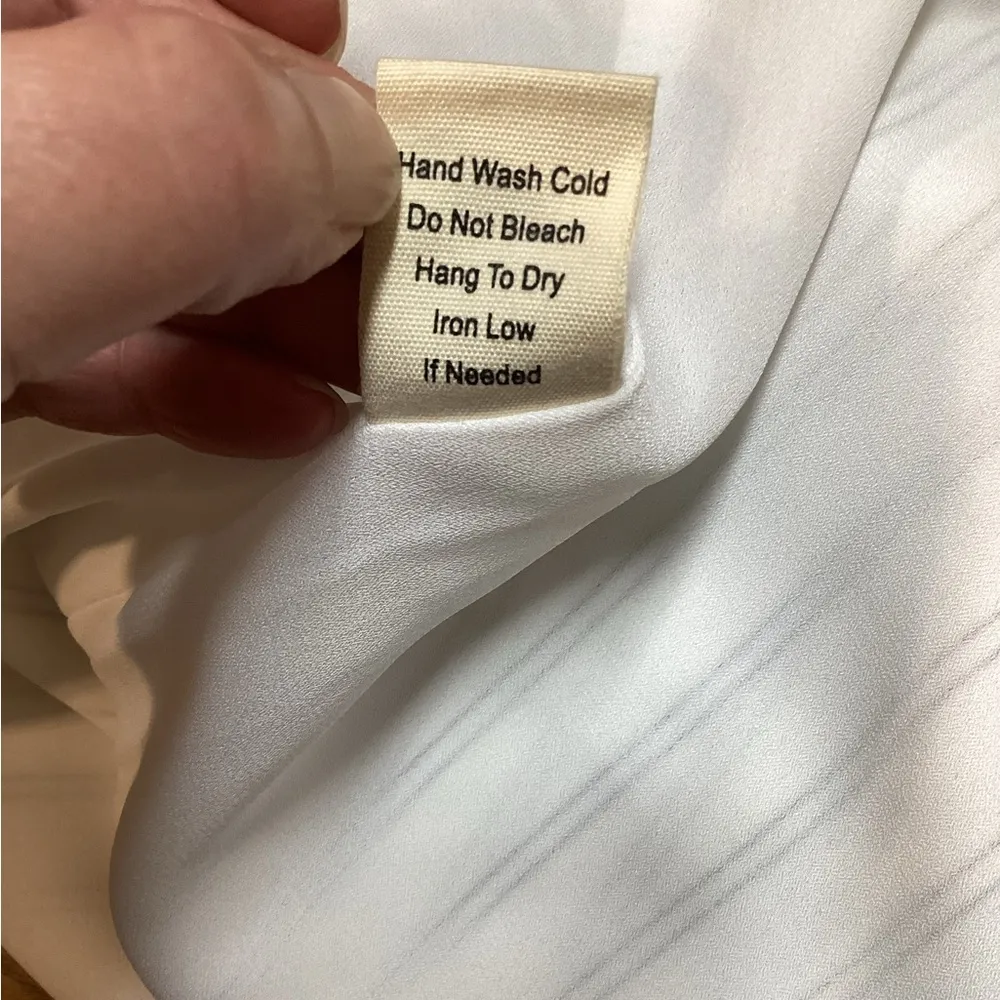 Hand Wash Cold
Do Not Bleach
Hang To Dry
Iron Low
If Needed